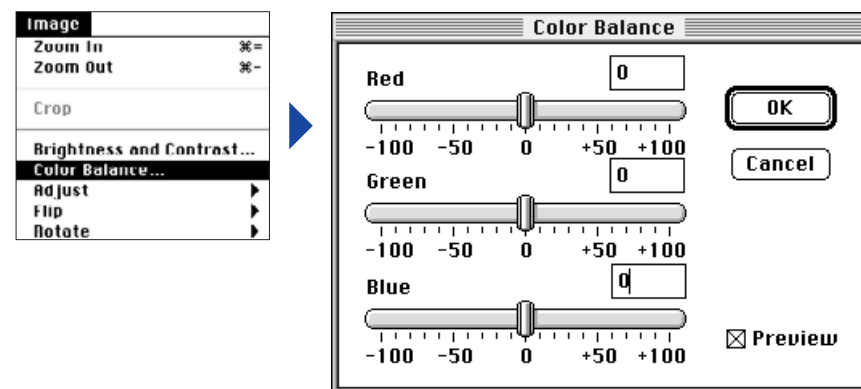 Image
Zoom In ⌘=
Zoom Out ⌘-
Crop
Brightness and Contrast...
Color Balance...
Adjust
Flip
Rotate
Color Balance
Red 0
-100 -50 0 +50 +100
Green 0
-100 -50 0 +50 +100
Blue 0
-100 -50 0 +50 +100
OK
Cancel
Preview